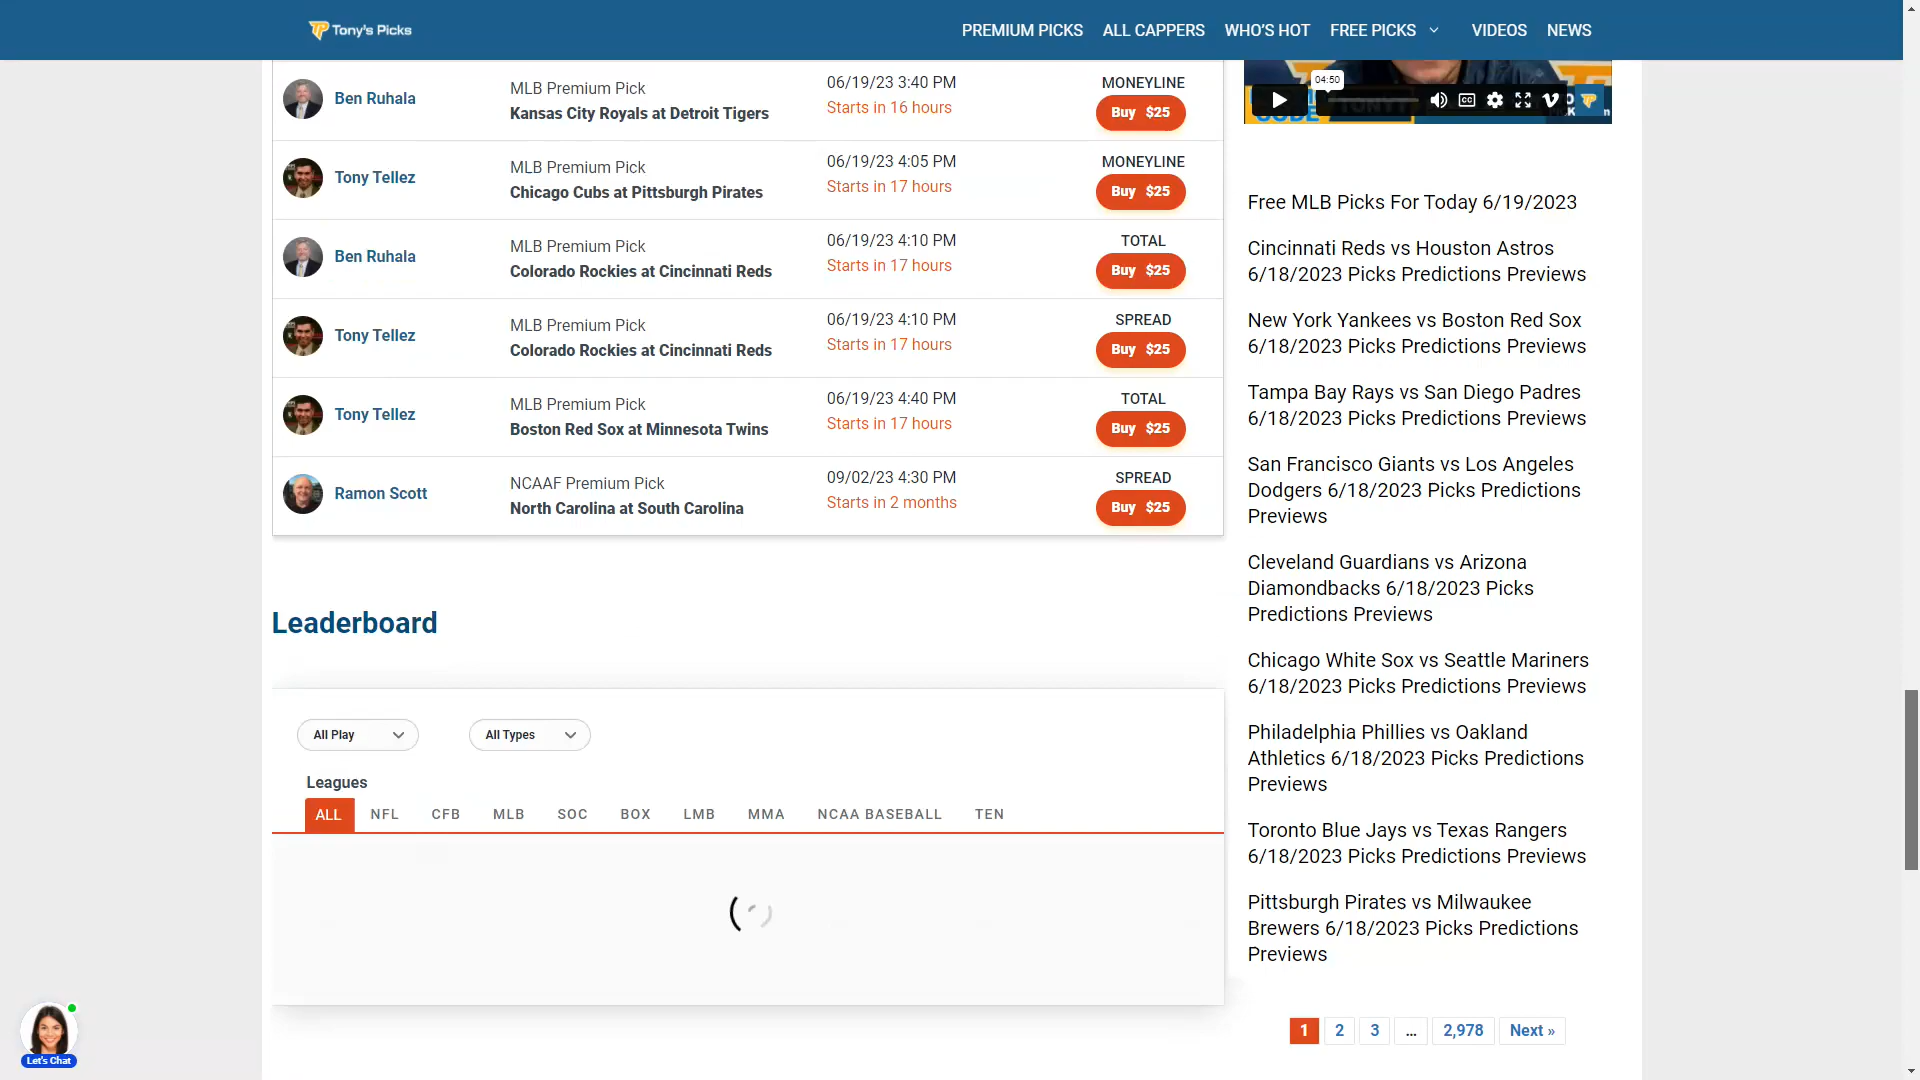 Tony's Picks
PREMIUM PICKS
ALL CAPPERS
WHO'S HOT
FREE PICKS
VIDEOS
NEWS
Ben Ruhala
MLB Premium Pick
Kansas City Royals at Detroit Tigers
06/19/23 3:40 PM
Starts in 16 hours
MONEYLINE
Buy $25
Tony Tellez
MLB Premium Pick
Chicago Cubs at Pittsburgh Pirates
06/19/23 4:05 PM
Starts in 17 hours
MONEYLINE
Buy $25
Ben Ruhala
MLB Premium Pick
Colorado Rockies at Cincinnati Reds
06/19/23 4:10 PM
Starts in 17 hours
TOTAL
Buy $25
Tony Tellez
MLB Premium Pick
Colorado Rockies at Cincinnati Reds
06/19/23 4:10 PM
Starts in 17 hours
SPREAD
Buy $25
Tony Tellez
MLB Premium Pick
Boston Red Sox at Minnesota Twins
06/19/23 4:40 PM
Starts in 17 hours
TOTAL
Buy $25
Ramon Scott
NCAAF Premium Pick
North Carolina at South Carolina
09/02/23 4:30 PM
Starts in 2 months
SPREAD
Buy $25
Leaderboard
All Play
All Types
Leagues
ALL
NFL
CFB
MLB
SOC
BOX
LMB
MMA
NCAA BASEBALL
TEN
04:50
CC
CODE
Free MLB Picks For Today 6/19/2023
Cincinnati Reds vs Houston Astros
6/18/2023 Picks Predictions Previews
New York Yankees vs Boston Red Sox
6/18/2023 Picks Predictions Previews
Tampa Bay Rays vs San Diego Padres
6/18/2023 Picks Predictions Previews
San Francisco Giants vs Los Angeles
Dodgers 6/18/2023 Picks Predictions
Previews
Cleveland Guardians vs Arizona
Diamondbacks 6/18/2023 Picks
Predictions Previews
Chicago White Sox vs Seattle Mariners
6/18/2023 Picks Predictions Previews
Philadelphia Phillies vs Oakland
Athletics 6/18/2023 Picks Predictions
Previews
Toronto Blue Jays vs Texas Rangers
6/18/2023 Picks Predictions Previews
Pittsburgh Pirates vs Milwaukee
Brewers 6/18/2023 Picks Predictions
Previews
1 2 3 … 2,978 Next »
Let's Chat